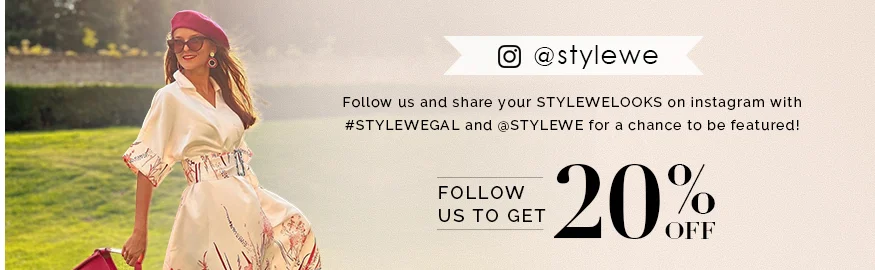 @stylewe
Follow us and share your STYLEWELOOKS on instagram with
#STYLEWEGAL and @STYLEWE for a chance to be featured!
FOLLOW
US TO GET
20%
OFF